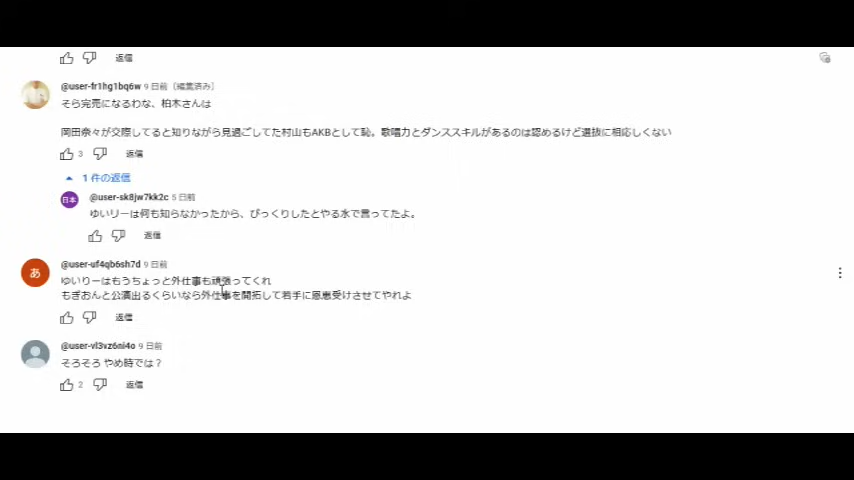 返信
@user-fr1hg1bq6w 9 日前（編集済み）
そら完売になるわな、柏木さんは
岡田奈々が交際してると知りながら見過ごしてた村山もAKBとして恥。歌唱力とダンススキルがあるのは認めるけど選抜に相応しくない
3 返信
1 件の返信
日本
@user-sk8jw7kk2c 5 日前
ゆいリーは何も知らなかったから、びっくりしたとやる水で言ってたよ。
返信
あ
@user-uf4qb6sh7d 9 日前
ゆいりーはもうちょっと外仕事も頑張ってくれ
もぎおんと公演出るくらいなら外仕事を開拓して若手に恩恵受けさせてやれよ
返信
@user-vl3vz6ni4o 9 日前
そろそろ やめ時では？
2 返信